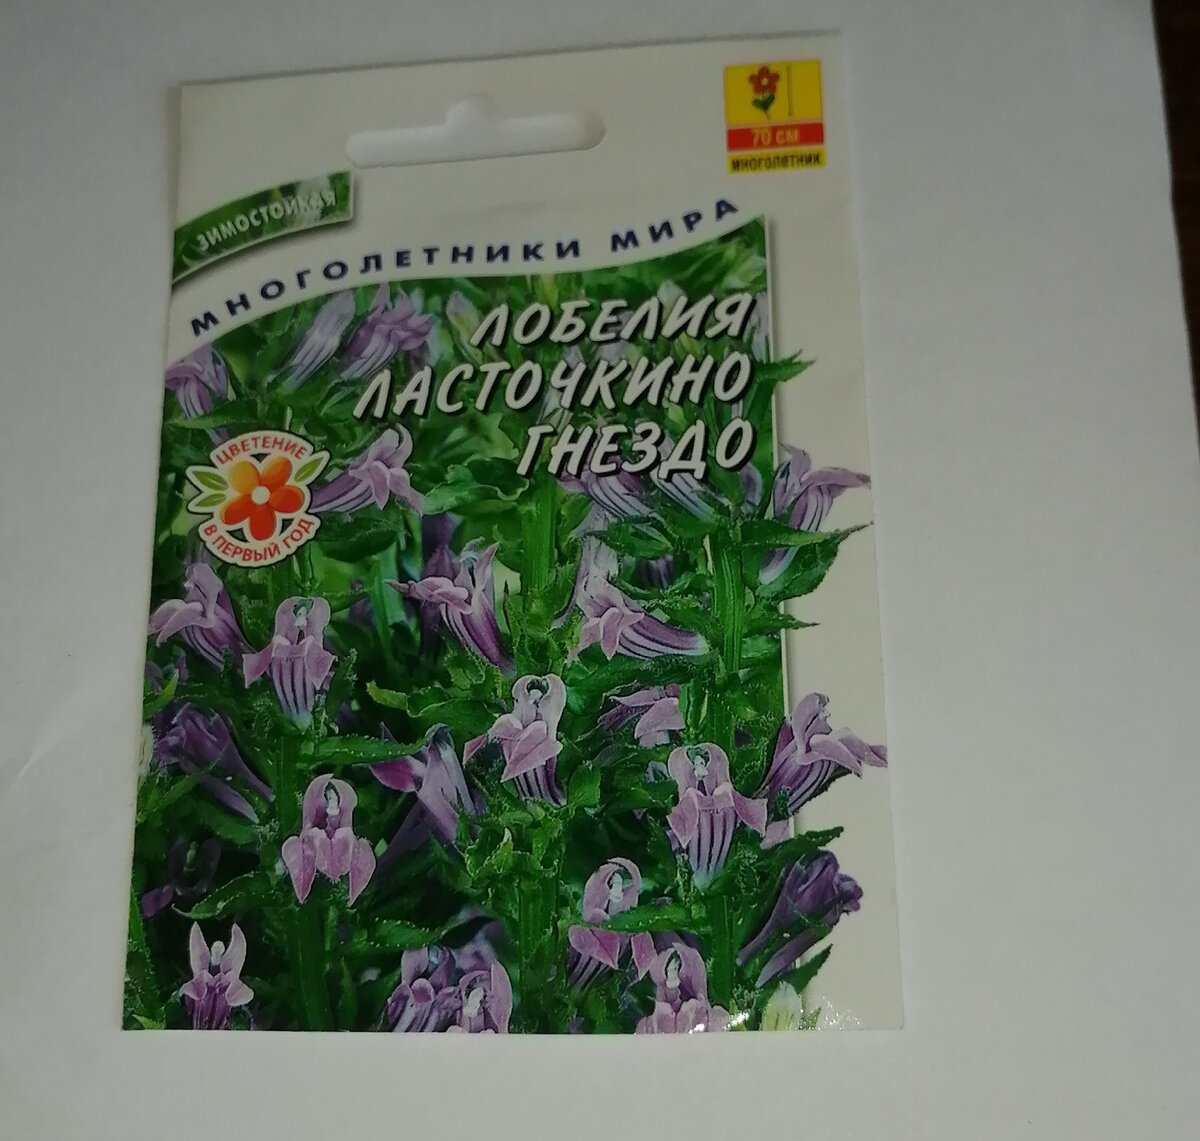 70 см
МНОГОЛЕТНИК
ЗИМОСТОЙКАЯ
МНОГОЛЕТНИКИ МИРА
ЛОБЕЛИЯ
ЛАСТОЧКИНО
ГНЕЗДО
ЦВЕТЕНИЕ
В ПЕРВЫЙ ГОД